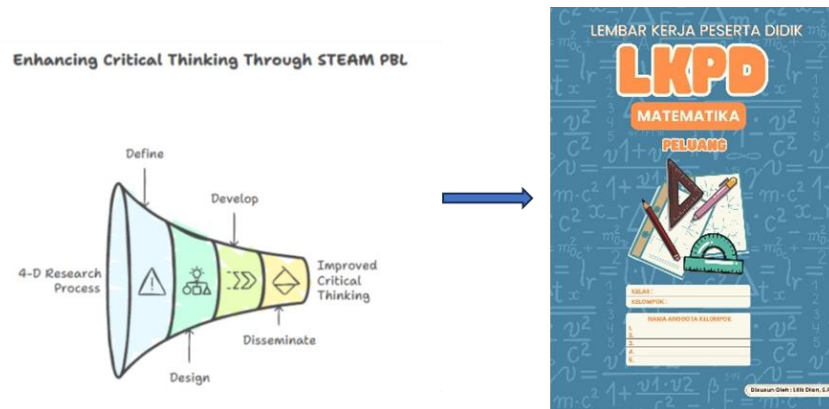 Enhancing Critical Thinking Through STEAM PBL
Define
Develop
4-D Research
Process
Improved
Critical
Thinking
Disseminate
Design
LEMBAR KERJA PESERTA DIDIK
LKPD
MATEMATIKA
PELUANG
KELAS :
KELOMPOK :
NAMA ANGGOTA KELOMPOK
1.
2.
3.
4.
5.
Disusun Oleh : Lilis Dian,